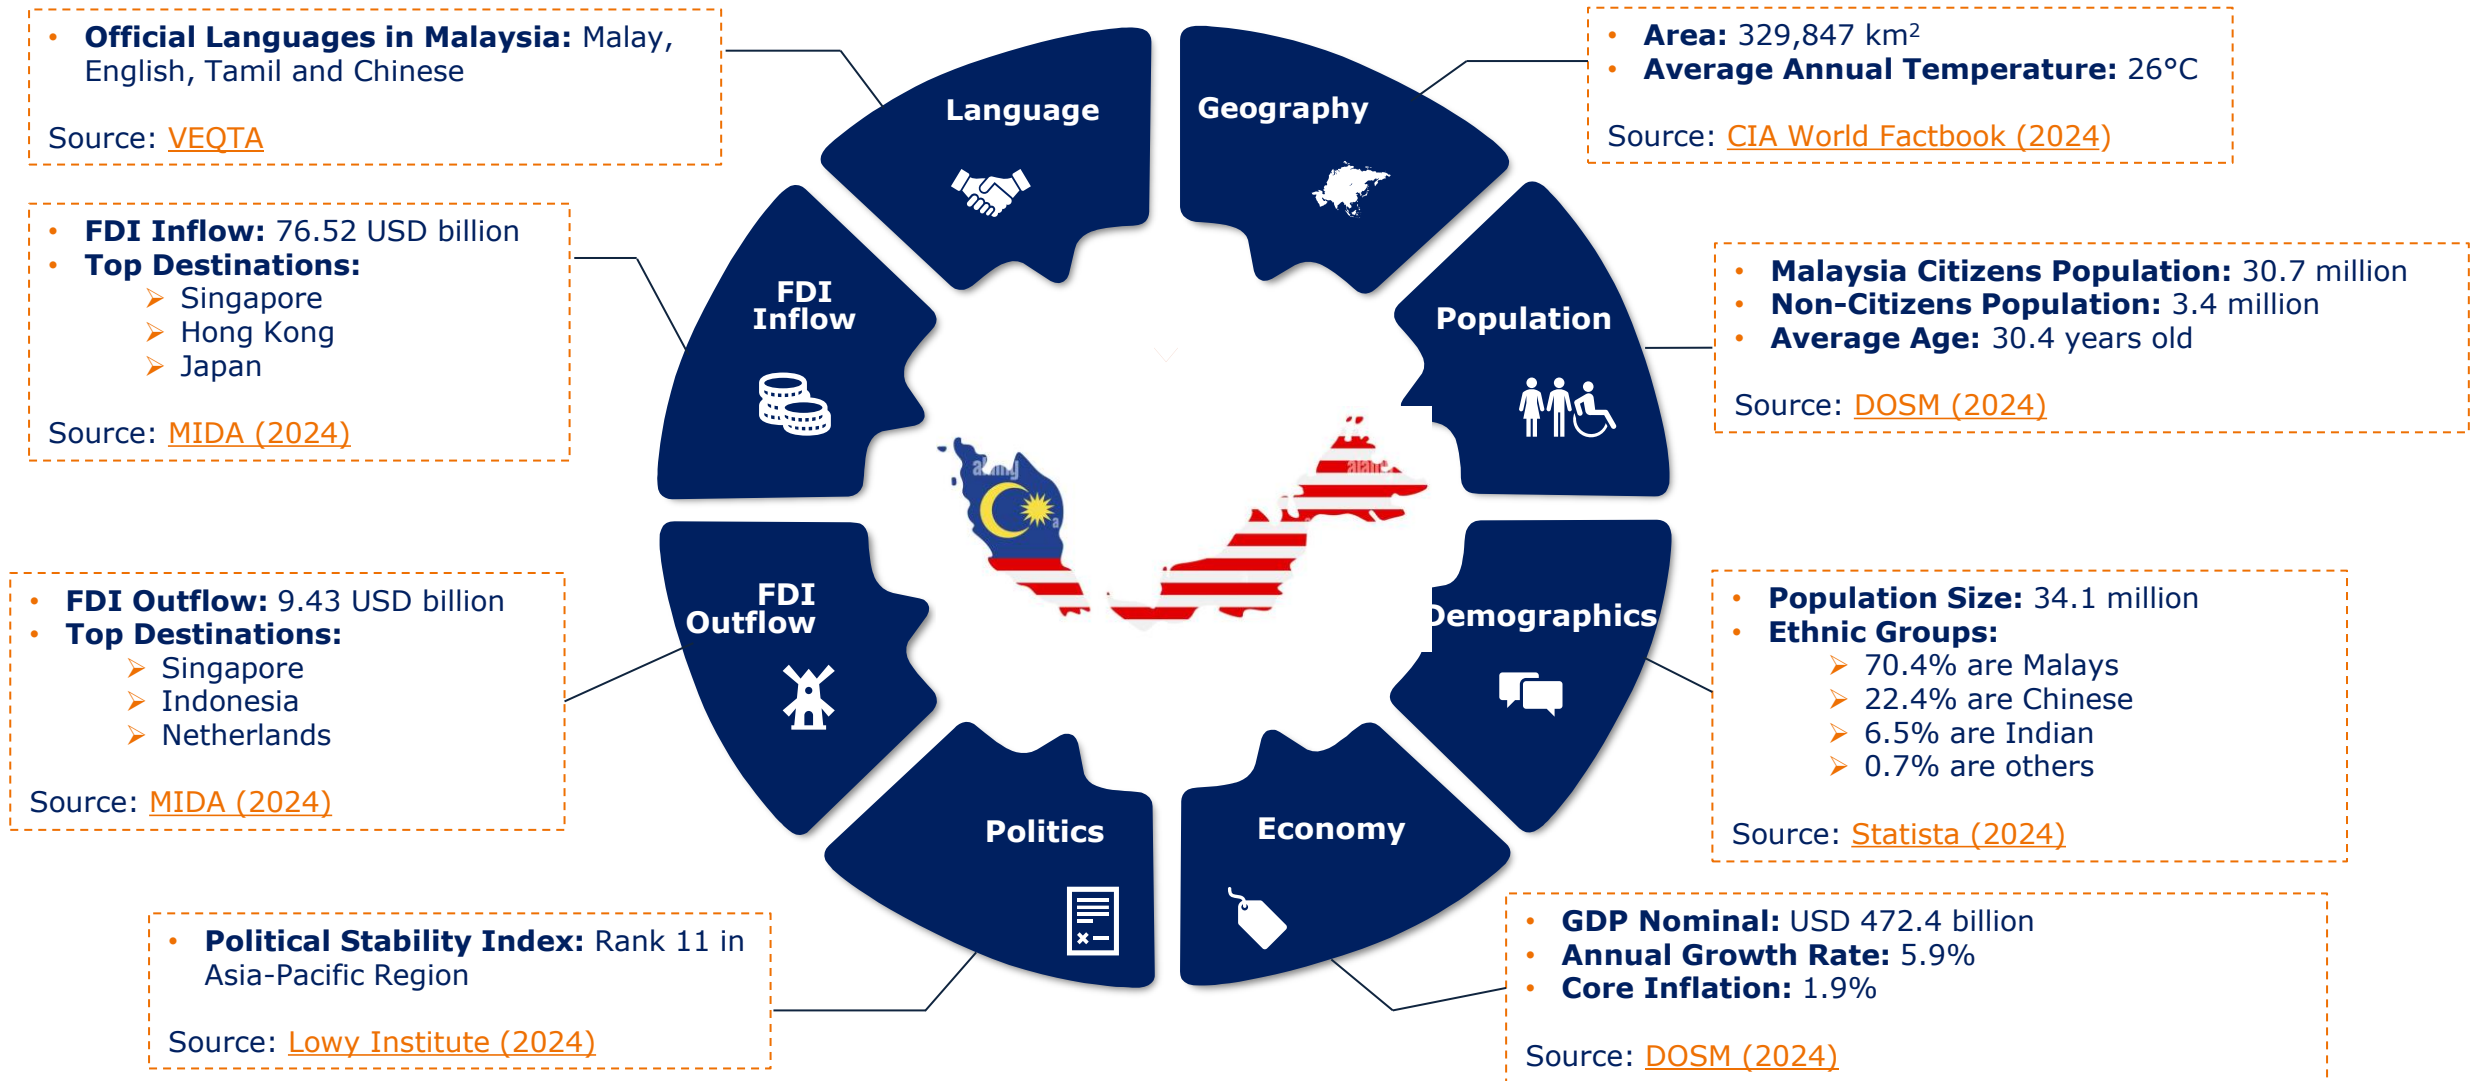 • Official Languages in Malaysia: Malay,
English, Tamil and Chinese
Source: VEQTA
• FDI Inflow: 76.52 USD billion
• Top Destinations:
➢ Singapore
➢ Hong Kong
➢ Japan
Source: MIDA (2024)
• FDI Outflow: 9.43 USD billion
• Top Destinations:
➢ Singapore
➢ Indonesia
➢ Netherlands
Source: MIDA (2024)
• Political Stability Index: Rank 11 in
Asia-Pacific Region
Source: Lowy Institute (2024)
Language
Geography
FDI
Inflow
Population
FDI
Outflow
Demographics
Politics
Economy
alamy
a
• Area: 329,847 km²
• Average Annual Temperature: 26°C
Source: CIA World Factbook (2024)
• Malaysia Citizens Population: 30.7 million
• Non-Citizens Population: 3.4 million
• Average Age: 30.4 years old
Source: DOSM (2024)
• Population Size: 34.1 million
• Ethnic Groups:
➢ 70.4% are Malays
➢ 22.4% are Chinese
➢ 6.5% are Indian
➢ 0.7% are others
Source: Statista (2024)
• GDP Nominal: USD 472.4 billion
• Annual Growth Rate: 5.9%
• Core Inflation: 1.9%
Source: DOSM (2024)